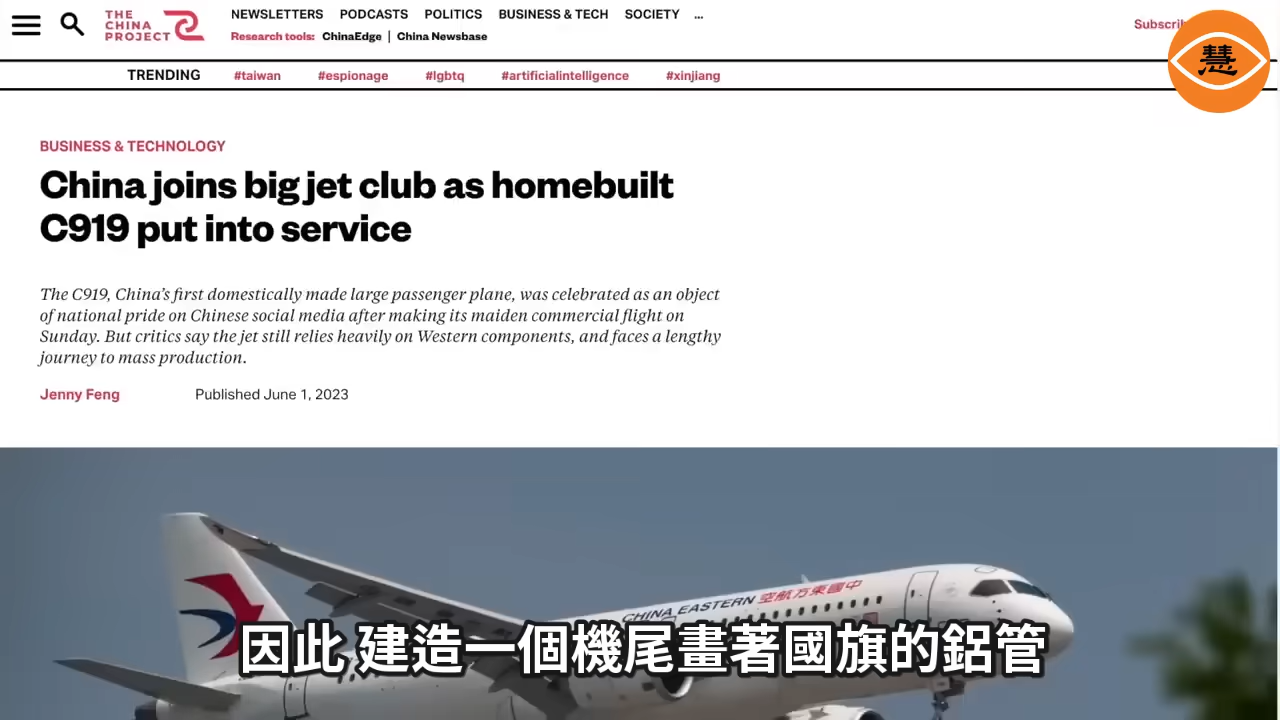 THE
CHINA
PROJECT
NEWSLETTERS PODCASTS POLITICS BUSINESS & TECH SOCIETY ...
Research tools: ChinaEdge | China Newsbase
慧
TRENDING #taiwan #espionage #lgbtq #artificialintelligence #xinjiang
BUSINESS & TECHNOLOGY
China joins big jet club as homebuilt
C919 put into service
The C919, China’s first domestically made large passenger plane, was celebrated as an object
of national pride on Chinese social media after making its maiden commercial flight on
Sunday. But critics say the jet still relies heavily on Western components, and faces a lengthy
journey to mass production.
Jenny Feng Published June 1, 2023
CHINA EASTERN 空航方東國中
因此 建造一個機尾畫著國旗的鋁管